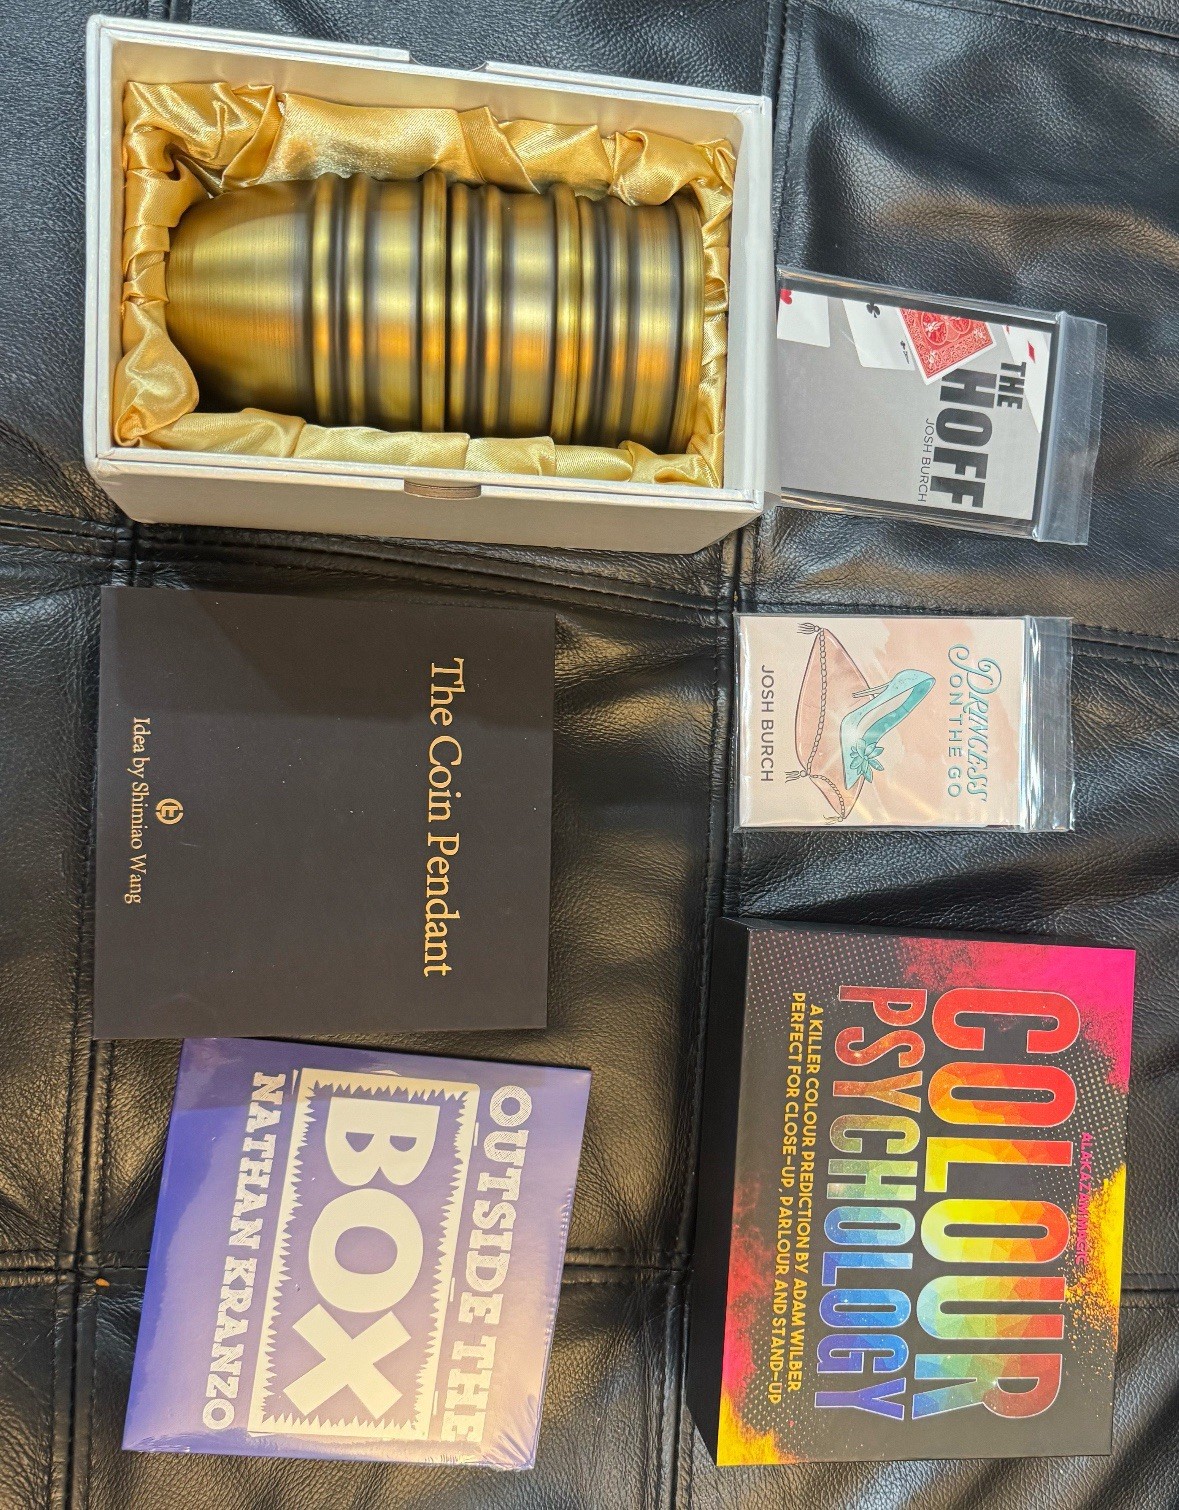 THE
HOFF
JOSH BURCH
PRINCESS
ON THE GO
JOSH BURCH
ALAKAZAM MAGIC
COLOUR
PSYCHOLOGY
A KILLER COLOUR PREDICTION BY ADAM WILBER
PERFECT FOR CLOSE-UP, PARLOUR AND STAND-UP
The Coin Pendant
Idea by Shimiao Wang
OUTSIDE THE
BOX
NATHAN KRANZO